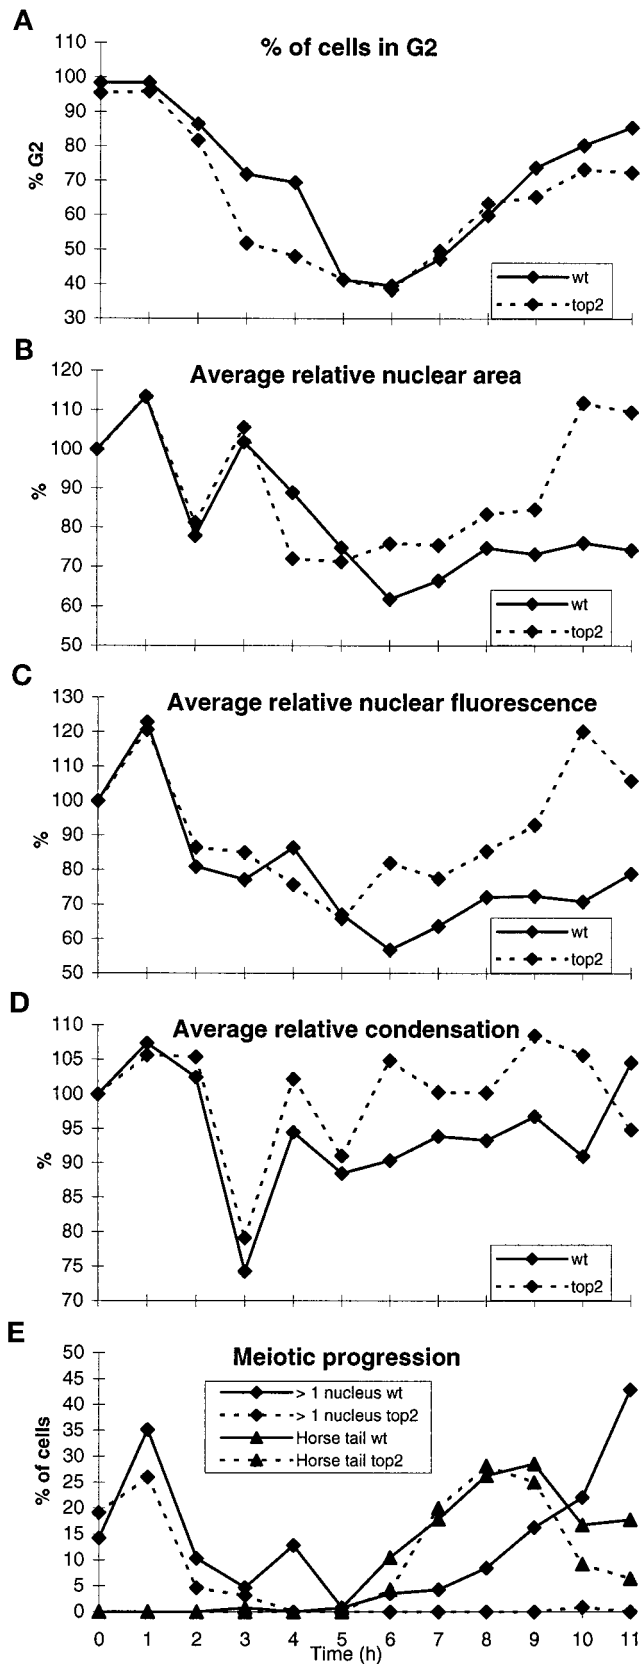 A
% of cells in G2
110
100
90
80
70
60
50
40
30
% G2
wt
top2
B
Average relative nuclear area
120
110
100
90
80
70
60
50
%
wt
top2
C
Average relative nuclear fluorescence
130
120
110
100
90
80
70
60
50
%
wt
top2
D
Average relative condensation
110
105
100
95
90
85
80
75
70
%
wt
top2
E
Meiotic progression
50
45
40
35
30
25
20
15
10
5
0
% of cells
> 1 nucleus wt
> 1 nucleus top2
Horse tail wt
Horse tail top2
0 1 2 3 4 5 6 7 8 9 10 11
Time (h)